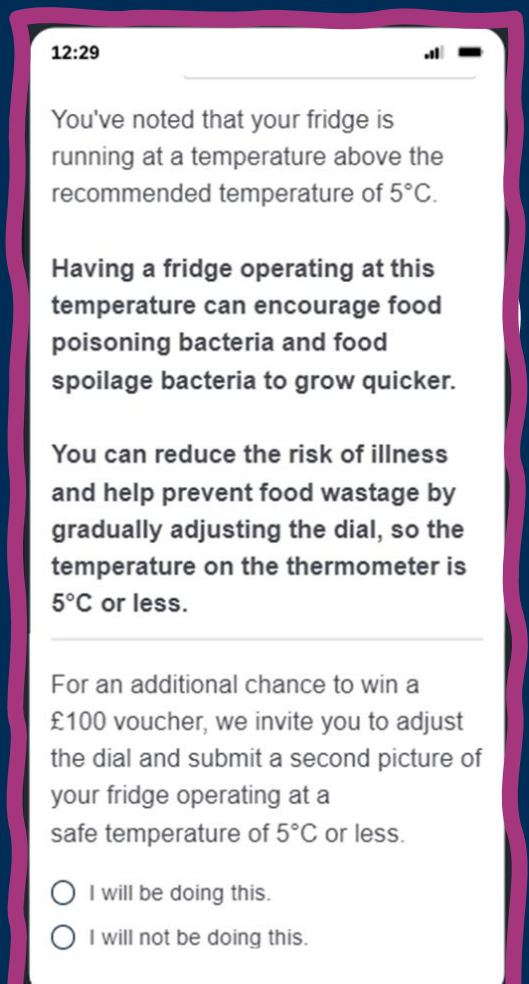 12:29
You've noted that your fridge is
running at a temperature above the
recommended temperature of 5°C.
Having a fridge operating at this
temperature can encourage food
poisoning bacteria and food
spoilage bacteria to grow quicker.
You can reduce the risk of illness
and help prevent food wastage by
gradually adjusting the dial, so the
temperature on the thermometer is
5°C or less.
For an additional chance to win a
£100 voucher, we invite you to adjust
the dial and submit a second picture of
your fridge operating at a
safe temperature of 5°C or less.
I will be doing this.
I will not be doing this.